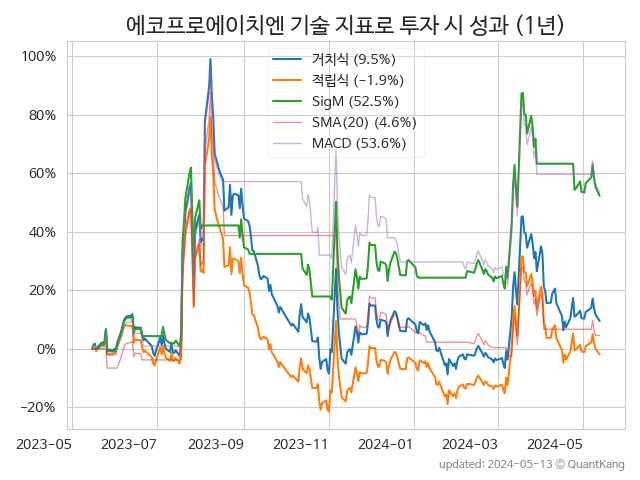 에코프로에이치엔 기술 지표로 투자 시 성과 (1년)
거치식 (9.5%)
적립식 (−1.9%)
SigM (52.5%)
SMA(20) (4.6%)
MACD (53.6%)
100%
80%
60%
40%
20%
0%
−20%
2023-05 2023-07 2023-09 2023-11 2024-01 2024-03 2024-05
updated: 2024-05-13 ⓒ QuantKang